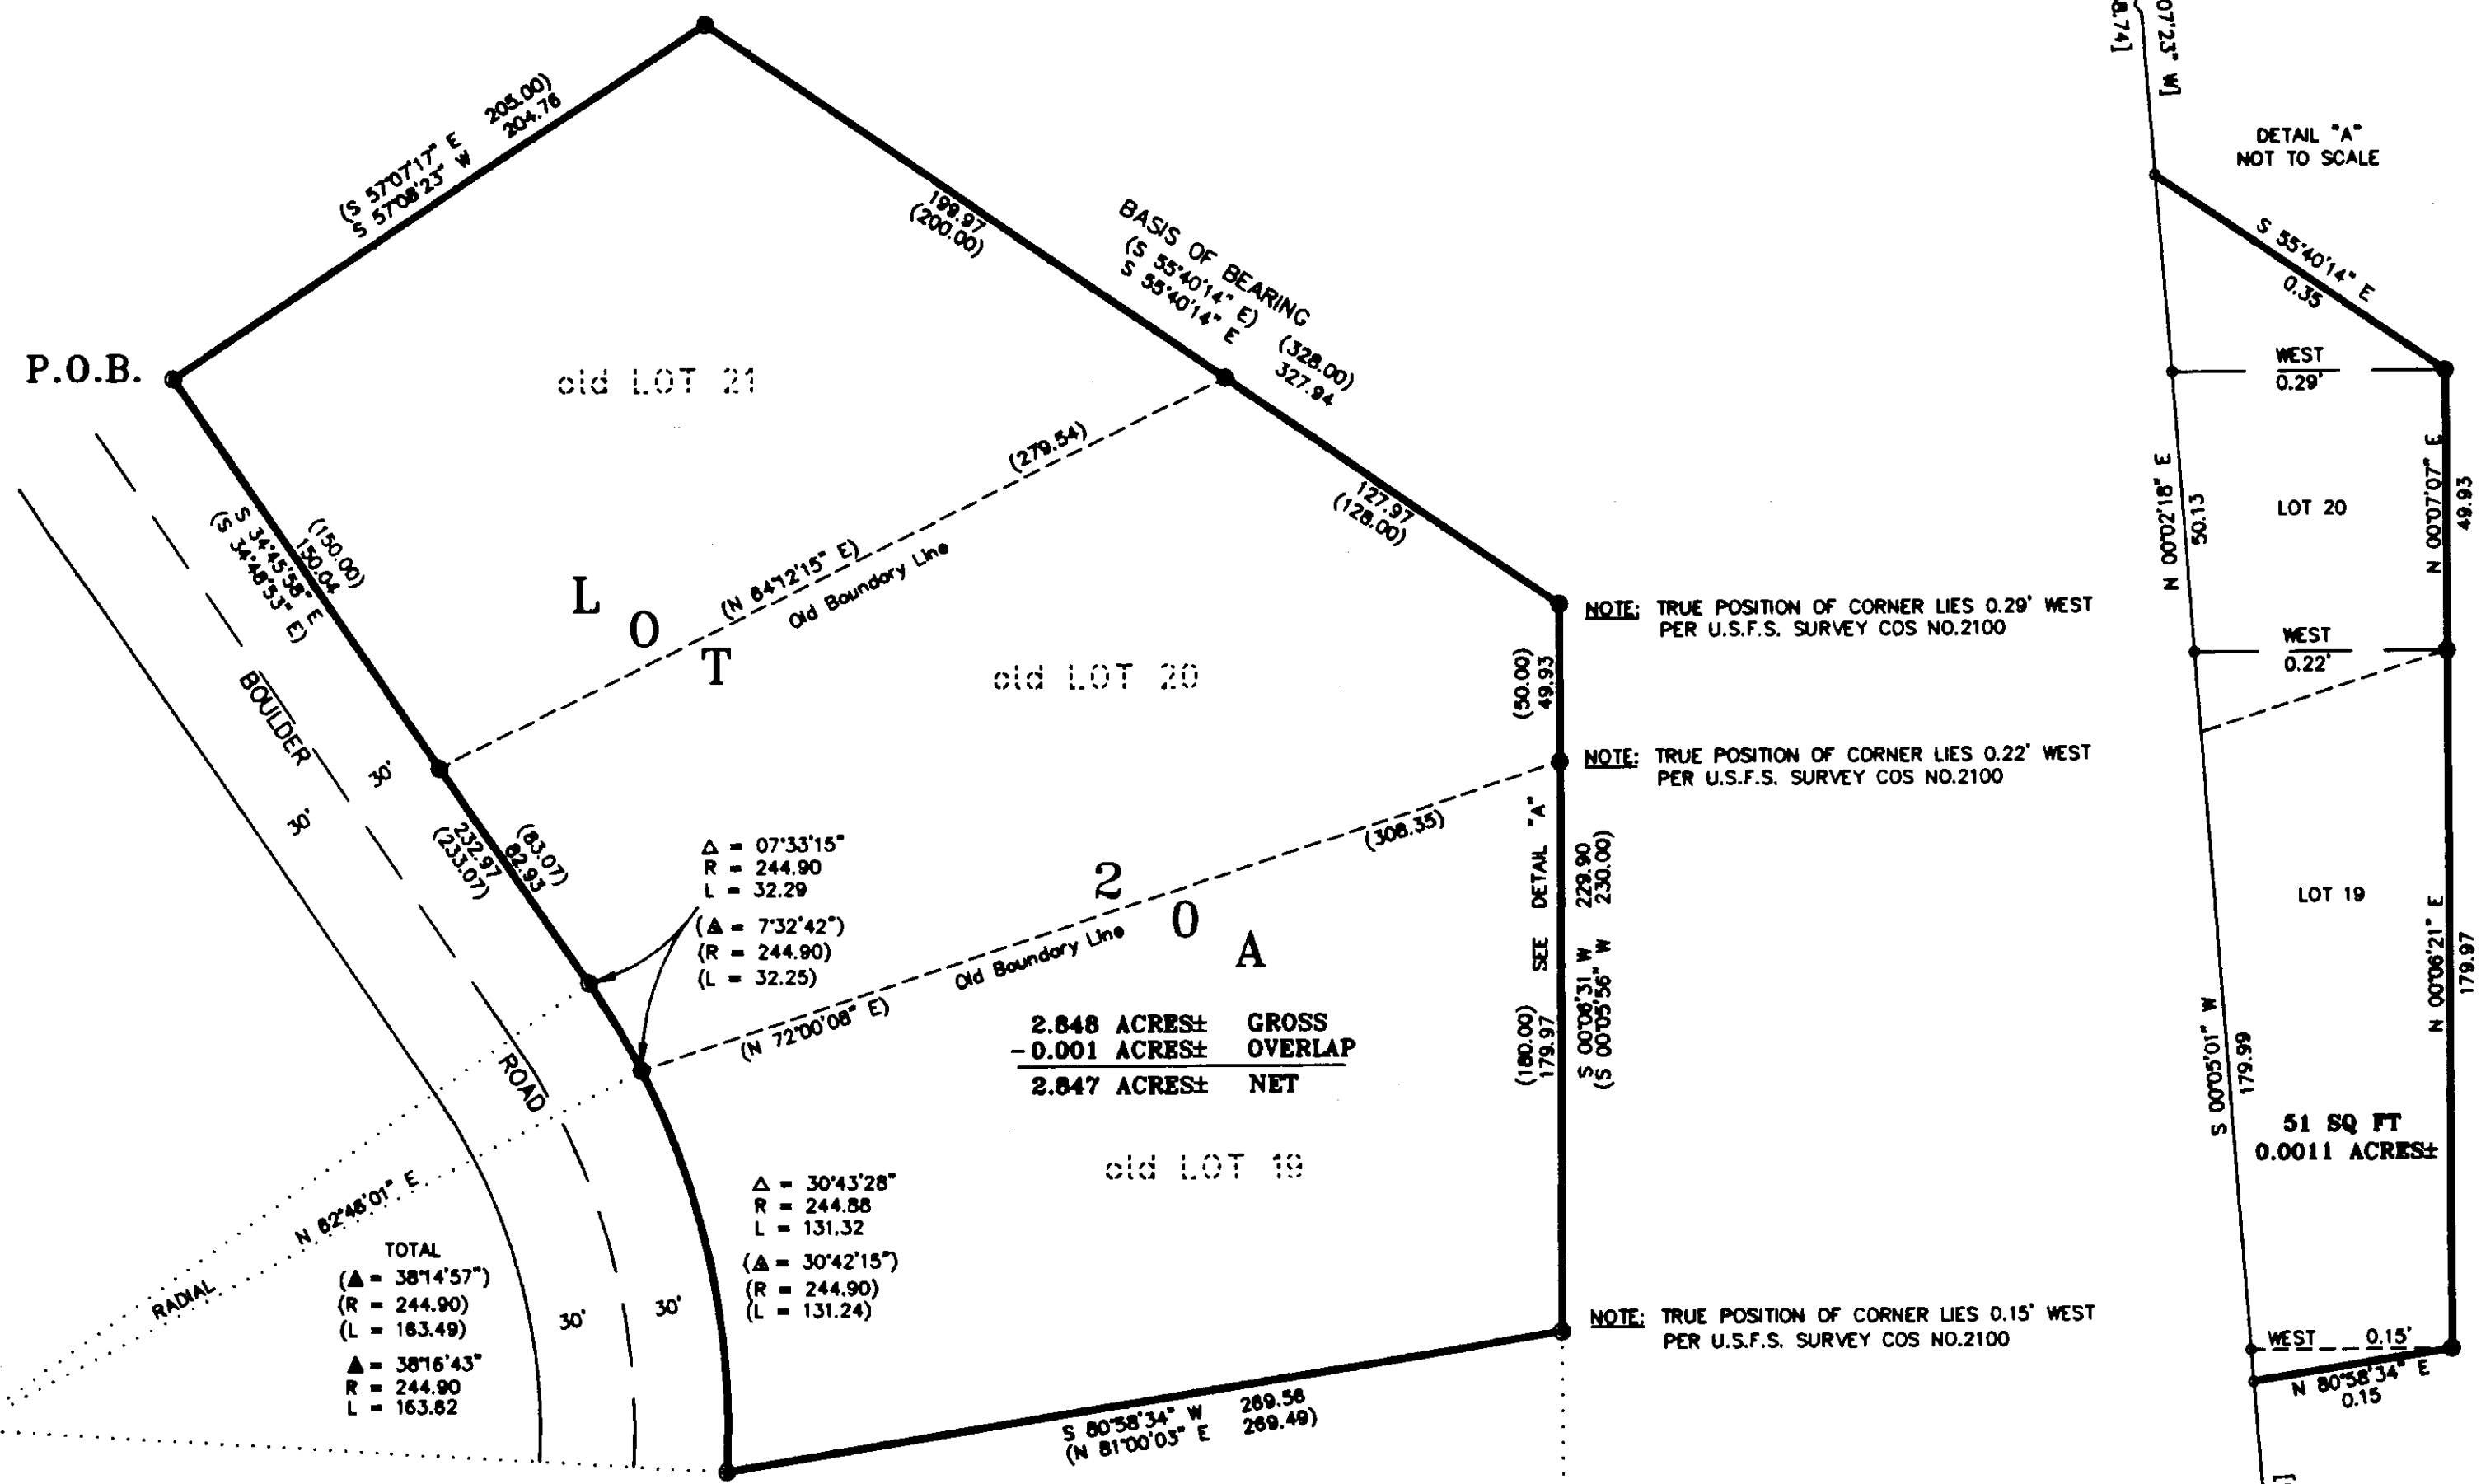 (S 57°07'17" E 205.00)
S 57°08'23" W 204.76
P.O.B.
old LOT 21
199.97
(200.00)
BASIS OF BEARING
(S 55°40'14" E) (328.00)
S 55°40'14" E 327.94
(279.54)
(N 64°12'15" E)
Old Boundary Line
127.97
(128.00)
(150.00)
150.04
S 34°45'58" E
(S 34°48'53" E)
L O T
old LOT 20
BOULDER
ROAD
30'
30'
(83.07)
82.93
232.97
(233.07)
Δ = 07°33'15"
R = 244.90
L = 32.29
(Δ = 7°32'42")
(R = 244.90)
(L = 32.25)
2 0 A
(308.35)
Old Boundary Line
(N 72°00'08" E)
2.848 ACRES± GROSS
-0.001 ACRES± OVERLAP
2.847 ACRES± NET
old LOT 19
Δ = 30°43'28"
R = 244.88
L = 131.32
(Δ = 30°42'15")
(R = 244.90)
(L = 131.24)
N 62°46'01" E
RADIAL
TOTAL
(Δ = 38°14'57")
(R = 244.90)
(L = 163.49)
Δ = 38°16'43"
R = 244.90
L = 163.62
30'
30'
S 80°58'34" W 269.56
(N 81°00'03" E 269.49)
(50.00)
49.93
(180.00)
179.97
SEE DETAIL "A"
S 00°06'31 W 229.90
(S 00°05'56" W 230.00)
NOTE: TRUE POSITION OF CORNER LIES 0.29' WEST
PER U.S.F.S. SURVEY COS NO.2100
NOTE: TRUE POSITION OF CORNER LIES 0.22' WEST
PER U.S.F.S. SURVEY COS NO.2100
NOTE: TRUE POSITION OF CORNER LIES 0.15' WEST
PER U.S.F.S. SURVEY COS NO.2100
07'23" W]
8.74]
DETAIL "A"
NOT TO SCALE
S 55°40'14" E
0.35
WEST
0.29'
N 00°02'18" E
50.13
LOT 20
N 00°07'07" E
49.93
WEST
0.22'
LOT 19
N 00°06'21" E
179.97
S 00°05'01" W
179.99
51 SQ FT
0.0011 ACRES±
WEST 0.15'
N 80°58'34" E
0.15